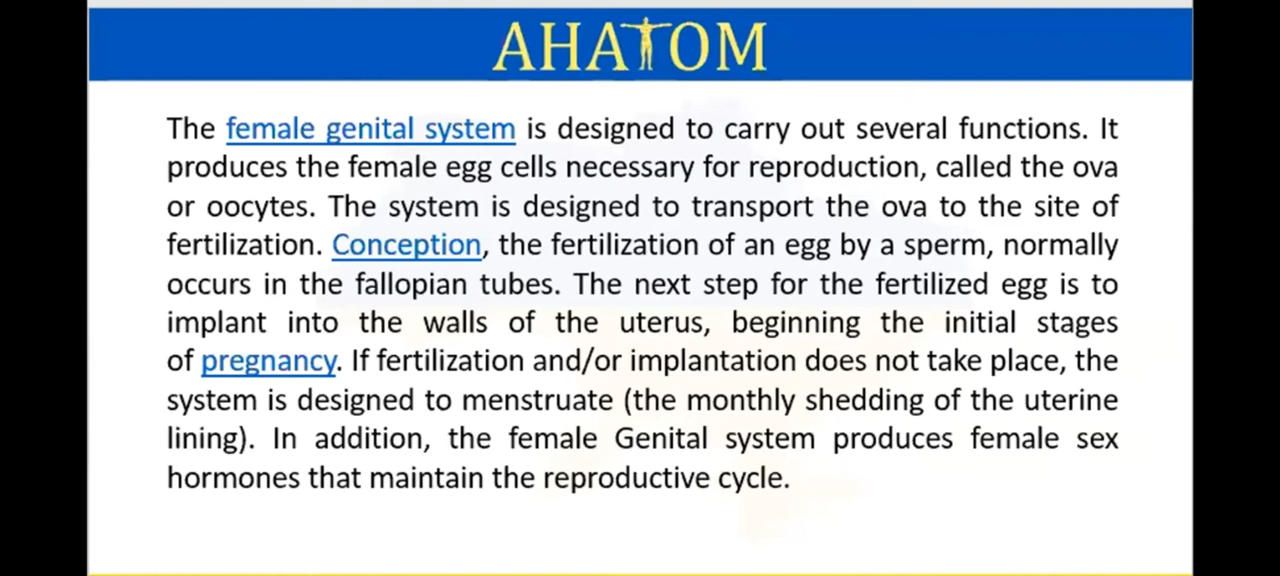 AHATOM
The female genital system is designed to carry out several functions. It
produces the female egg cells necessary for reproduction, called the ova
or oocytes. The system is designed to transport the ova to the site of
fertilization. Conception, the fertilization of an egg by a sperm, normally
occurs in the fallopian tubes. The next step for the fertilized egg is to
implant into the walls of the uterus, beginning the initial stages
of pregnancy. If fertilization and/or implantation does not take place, the
system is designed to menstruate (the monthly shedding of the uterine
lining). In addition, the female Genital system produces female sex
hormones that maintain the reproductive cycle.